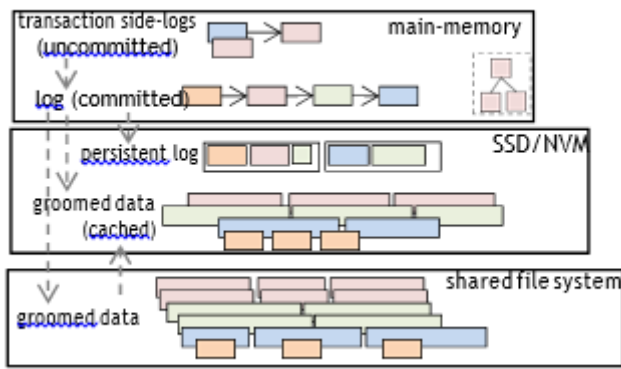 transaction side-logs
(uncommitted)
main-memory
log (committed)
SSD/NVM
persistent log
groomed data
(cached)
shared file system
groomed data